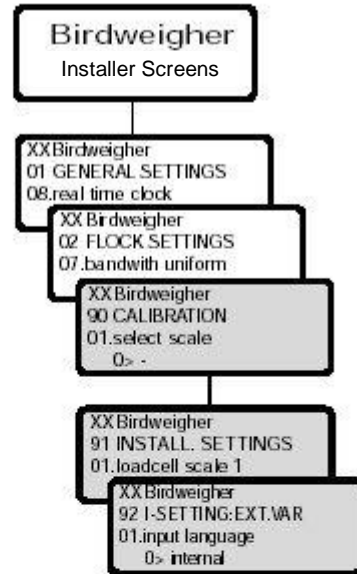 Birdweigher
Installer Screens
XX Birdweigher
01 GENERAL SETTINGS
08.real time clock
XX Birdweigher
02 FLOCK SETTINGS
07.bandwith uniform
XX Birdweigher
90 CALIBRATION
01.select scale
0> -
XX Birdweigher
91 INSTALL. SETTINGS
01.loadcell scale 1
XX Birdweigher
92 I-SETTING:EXT.VAR
01.input language
0> internal